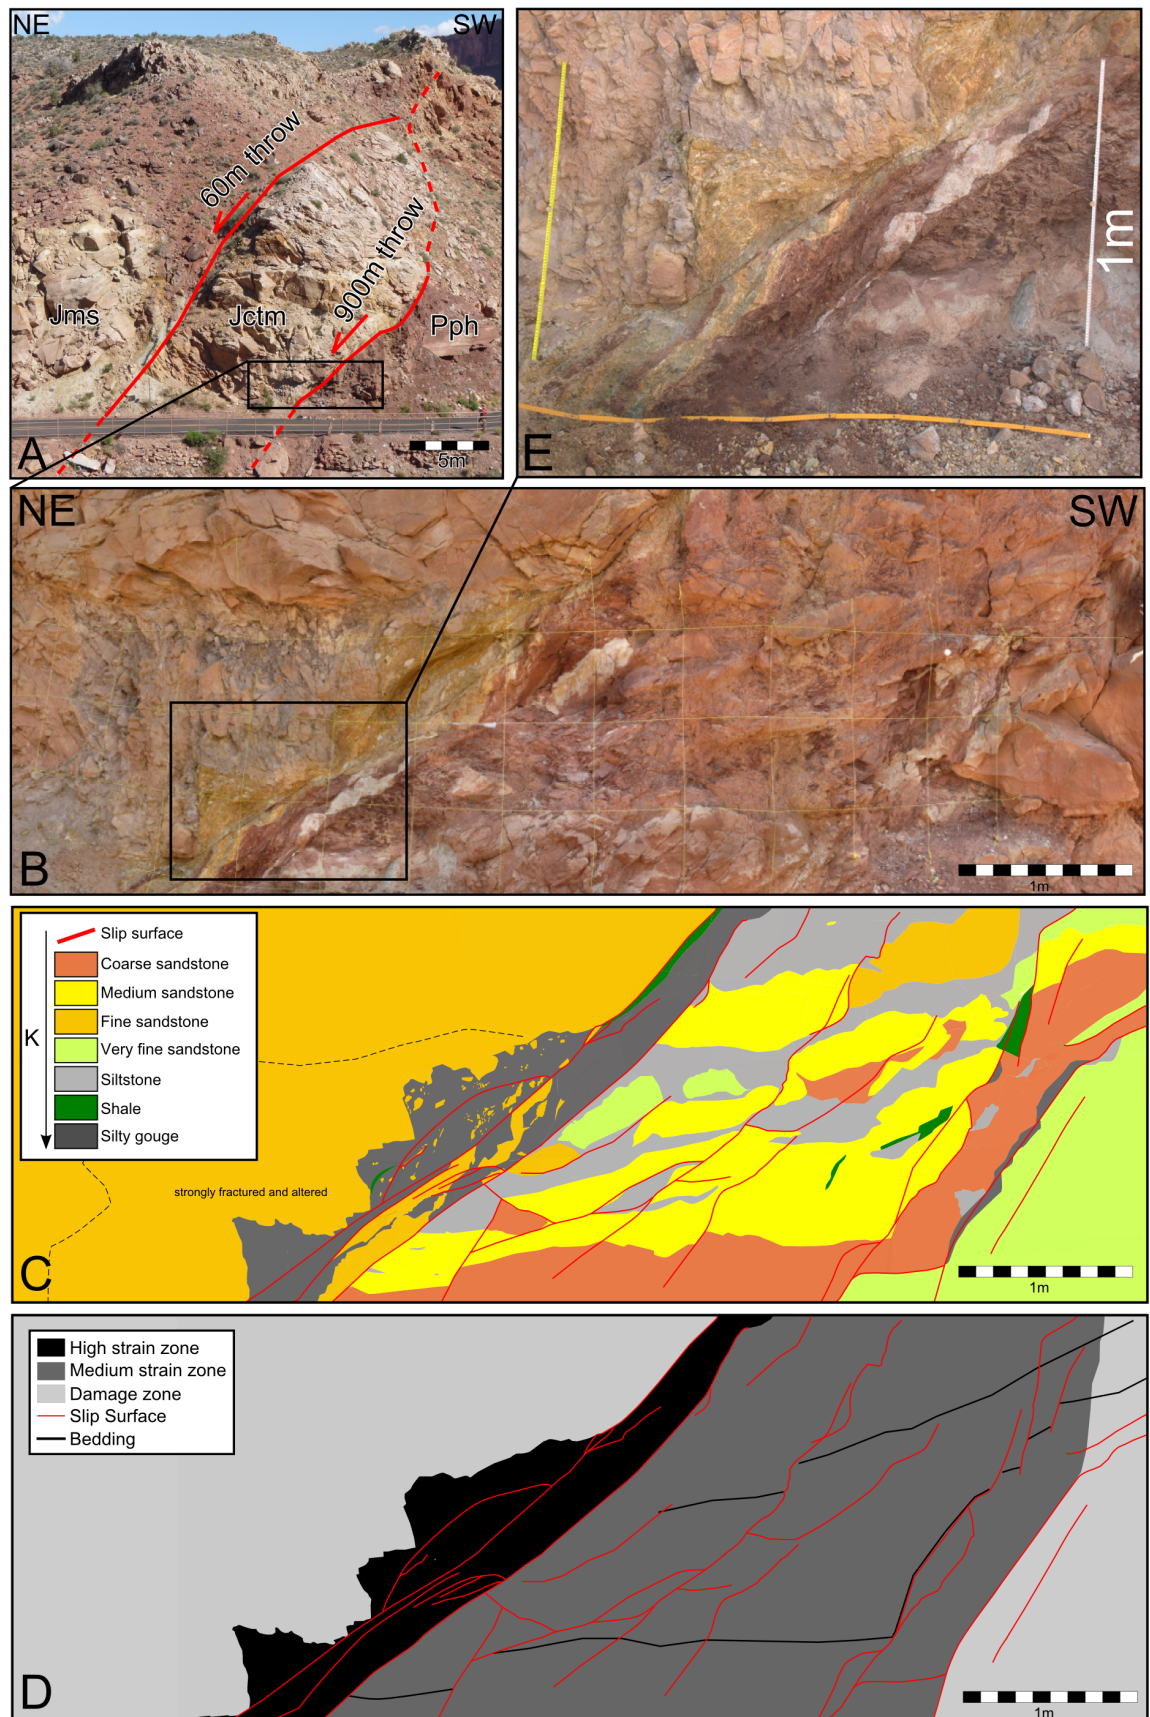 NE
SW
60m throw
900m throw
Jms
Jctm
Pph
A
5m
1m
E
NE
SW
B
1m
K
Slip surface
Coarse sandstone
Medium sandstone
Fine sandstone
Very fine sandstone
Siltstone
Shale
Silty gouge
strongly fractured and altered
C
1m
High strain zone
Medium strain zone
Damage zone
Slip Surface
Bedding
D
1m